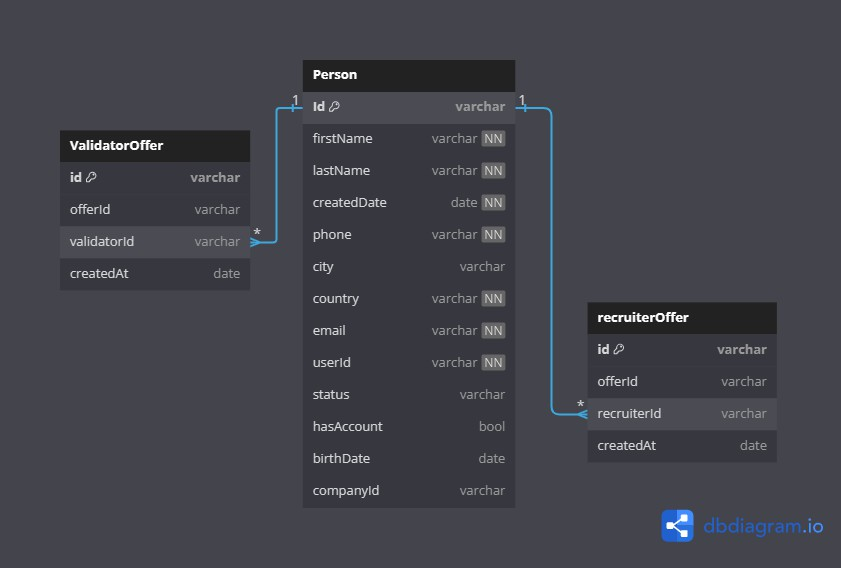 Person
1
Id varchar
1
firstName varchar NN
lastName varchar NN
createdDate date NN
phone varchar NN
city varchar
country varchar NN
email varchar NN
userId varchar NN
status varchar
hasAccount bool
birthDate date
companyId varchar
ValidatorOffer
id varchar
offerId varchar
validatorId varchar
*
createdAt date
recruiterOffer
id varchar
offerId varchar
*
recruiterId varchar
createdAt date
dbdiagram.io